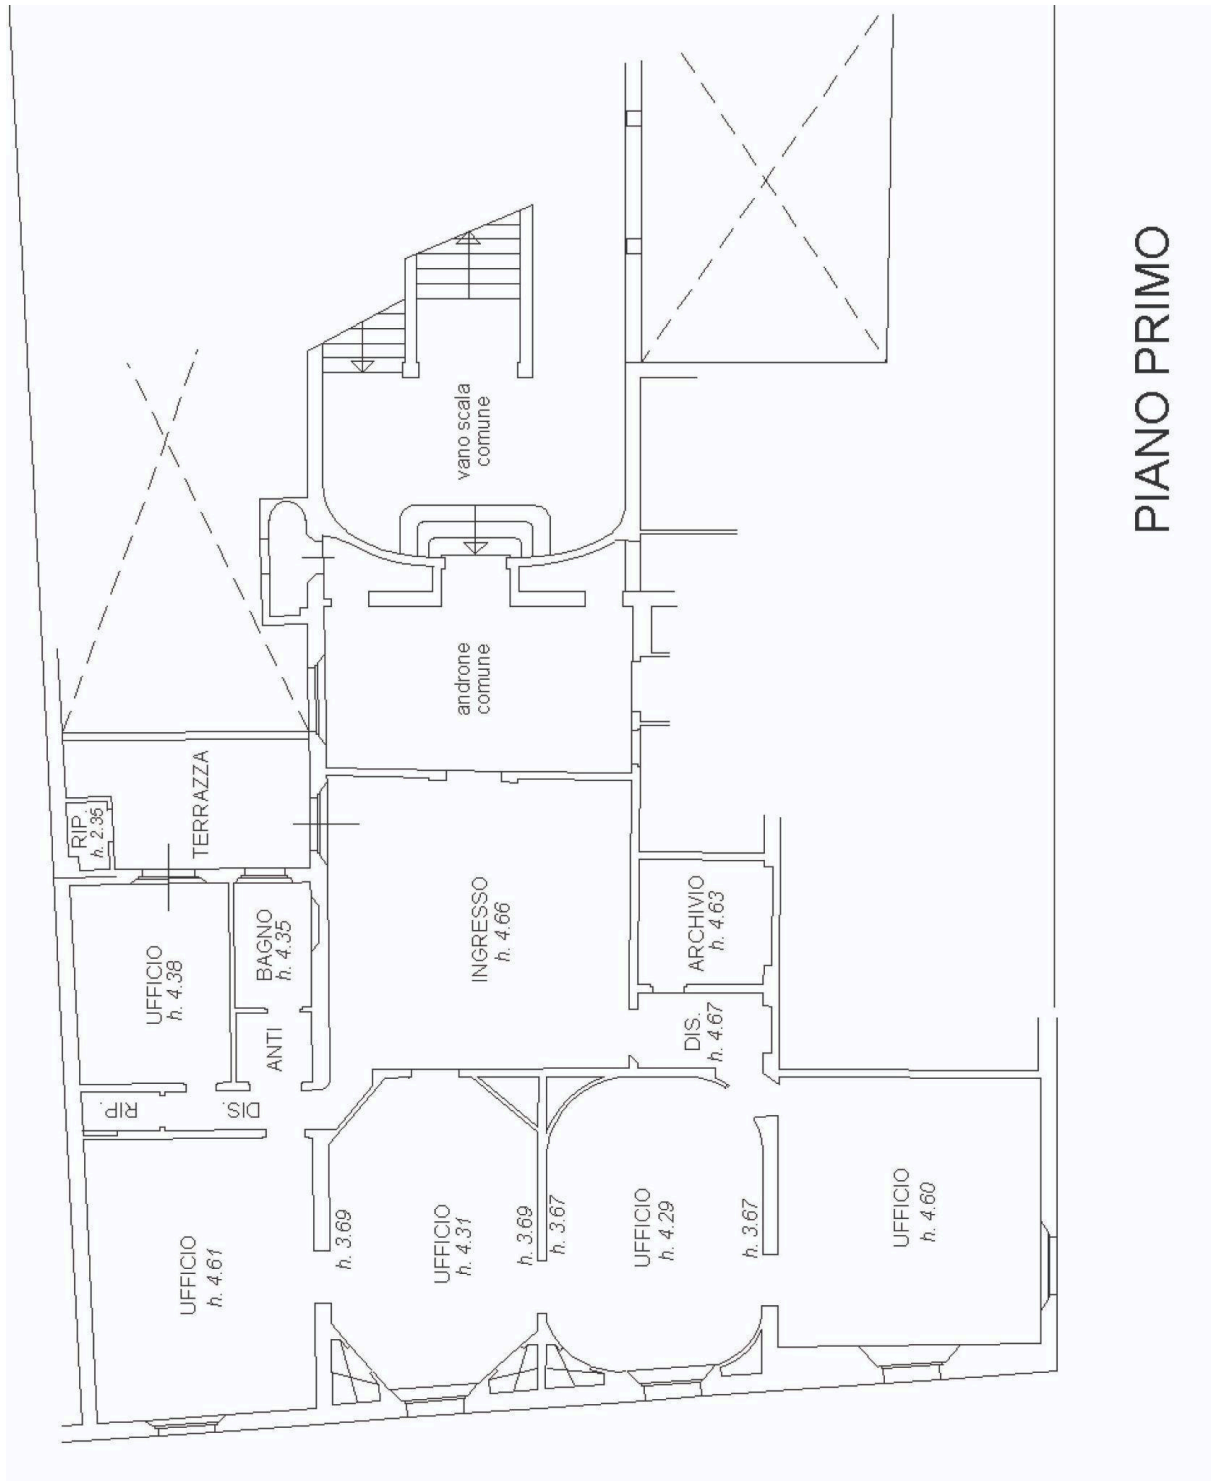 PIANO PRIMO
vano scala
comune
androne
comune
TERRAZZA
RIP.
h. 2.35
UFFICIO
h. 4.38
BAGNO
h. 4.35
ANTI
INGRESSO
h. 4.66
ARCHIVIO
h. 4.63
DIS.
h. 4.67
RIP.
DIS.
UFFICIO
h. 4.61
h. 3.69
UFFICIO
h. 4.31
h. 3.69
h. 3.67
UFFICIO
h. 4.29
h. 3.67
UFFICIO
h. 4.60